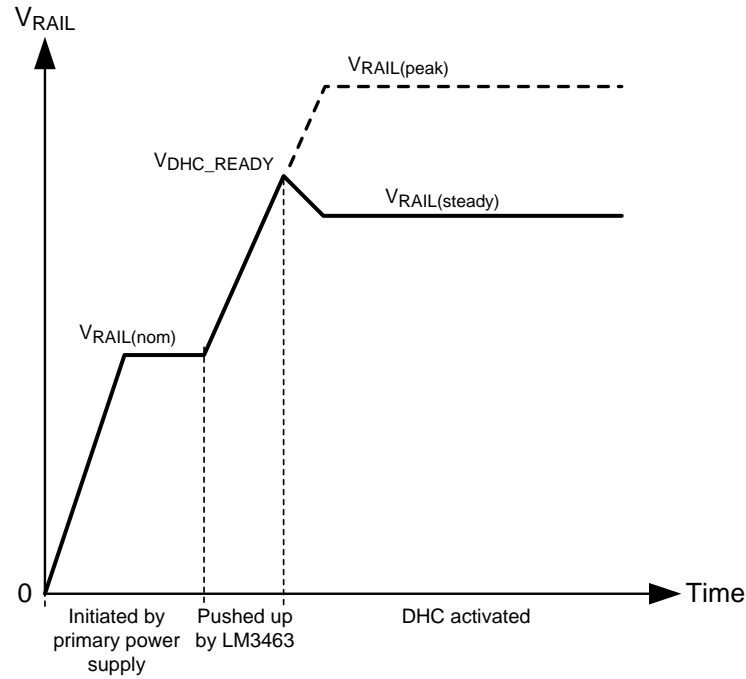 VRAIL
VRAIL(peak)
VDHC_READY
VRAIL(steady)
VRAIL(nom)
0
Time
Initiated by
primary power
supply
Pushed up
by LM3463
DHC activated